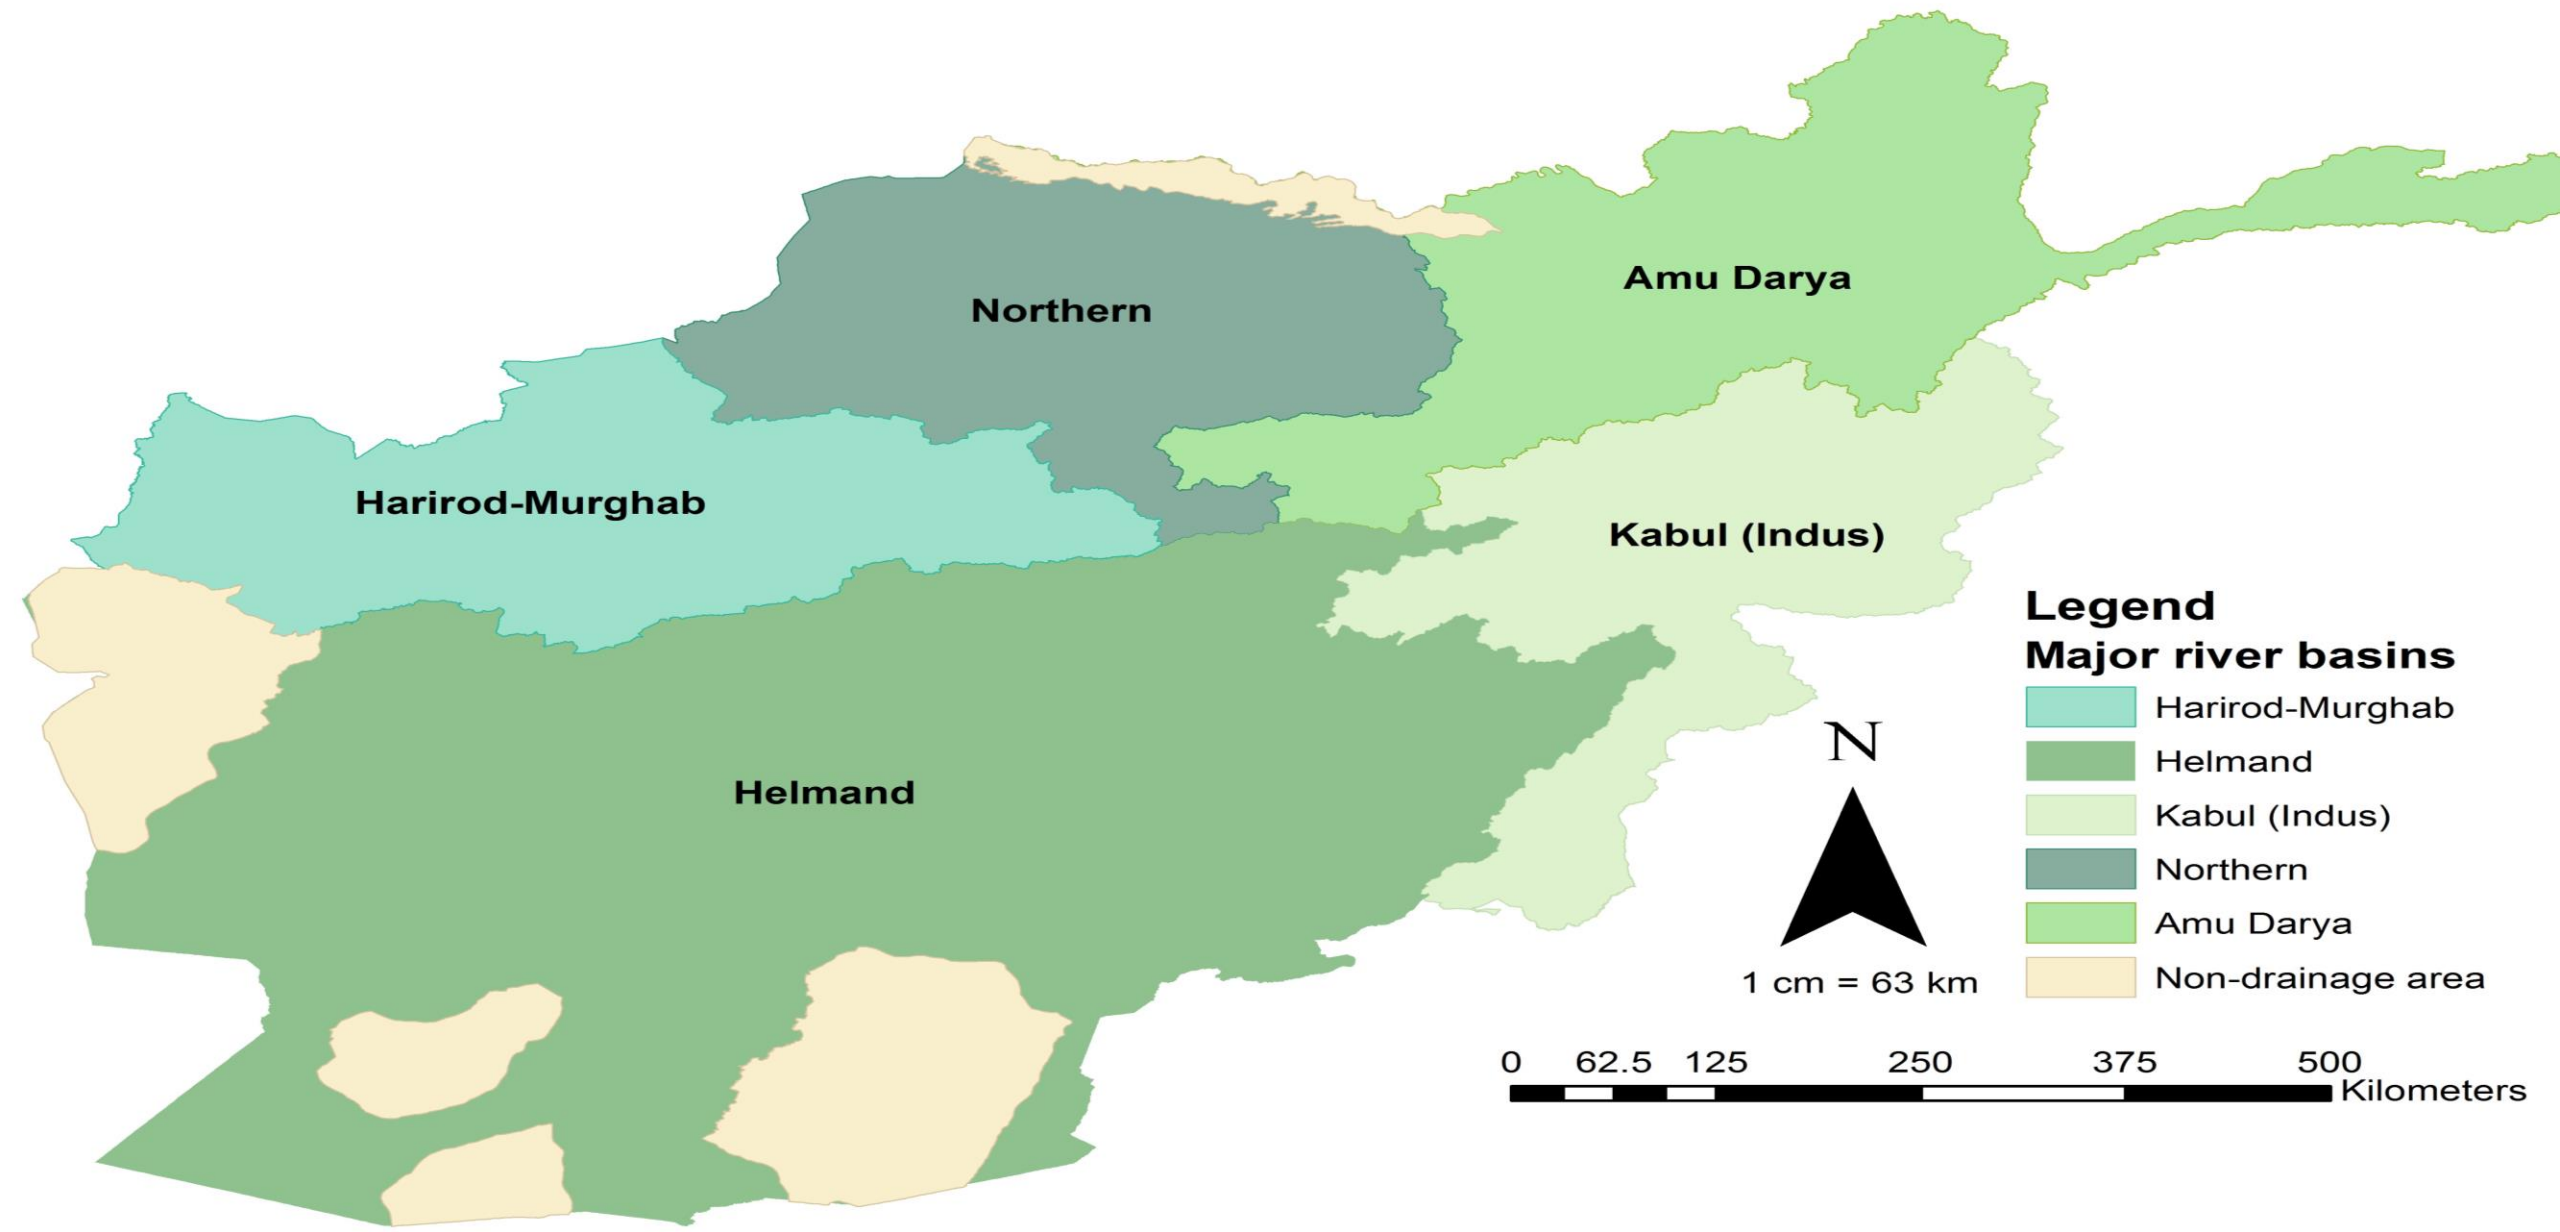 Northern
Amu Darya
Harirod-Murghab
Kabul (Indus)
Helmand
N
1 cm = 63 km
Legend
Major river basins
Harirod-Murghab
Helmand
Kabul (Indus)
Northern
Amu Darya
Non-drainage area
0 62.5 125 250 375 500
Kilometers